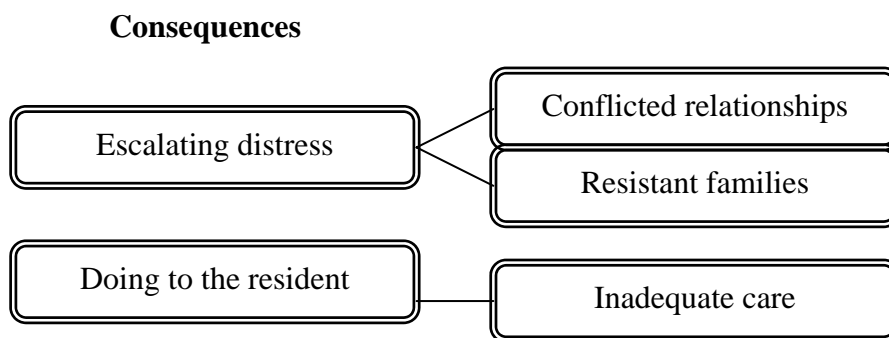 Consequences
Escalating distress
Conflicted relationships
Resistant families
Doing to the resident
Inadequate care